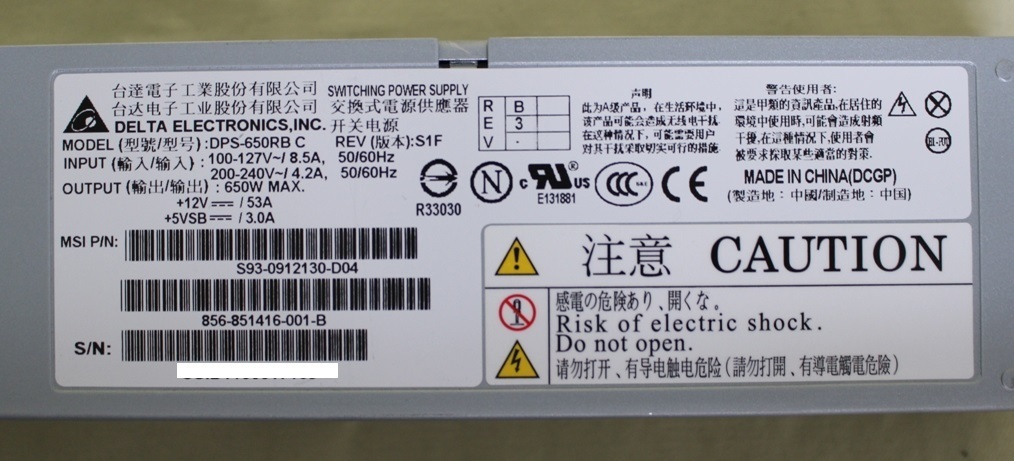 台達電子工業股份有限公司
台达电子工业股份有限公司
DELTA ELECTRONICS,INC.
SWITCHING POWER SUPPLY
交換式電源供應器
开关电源
MODEL (型號/型号) :DPS-650RB C REV (版本):S1F
INPUT (輸入/输入) : 100-127V~/ 8.5A, 50/60Hz
200-240V~/ 4.2A, 50/60Hz
OUTPUT (輸出/输出) : 650W MAX.
+12V / 53A
+5VSB / 3.0A
R B
E 3
V .
声明
此为A级产品，在生活环境中，
该产品可能会造成无线电干扰.
在这种情况下，可能需要用户
对其干扰采取切实可行的措施.
警告使用者:
這是甲類的資訊產品,在居住的
環境中使用時,可能會造成射頻
干擾,在這種情況下,使用者會
被要求採取某些適當的對策.
R33030
N
c UL ® US
E131881
CCC S&E
CE
MADE IN CHINA(DCGP)
(製造地：中國/制造地：中国)
MSI P/N:
S93-0912130-D04
856-851416-001-B
S/N:
注意 CAUTION
感電の危険あり、開くな。
Risk of electric shock.
Do not open.
请勿打开、有导电触电危险 (請勿打開、有導電觸電危險)